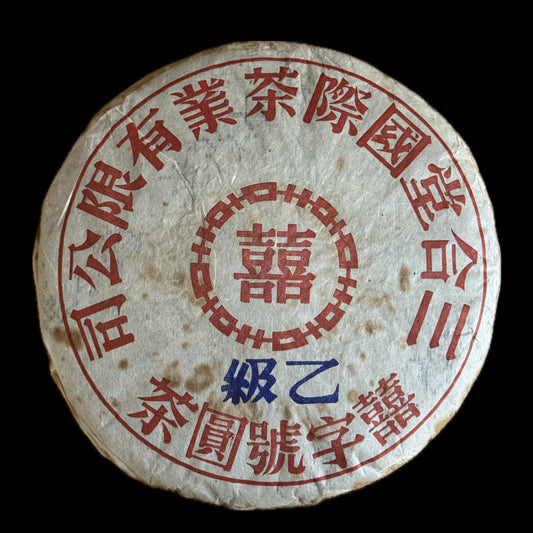 三合堂國際茶業有限公司
囍
乙級
囍字號圓茶